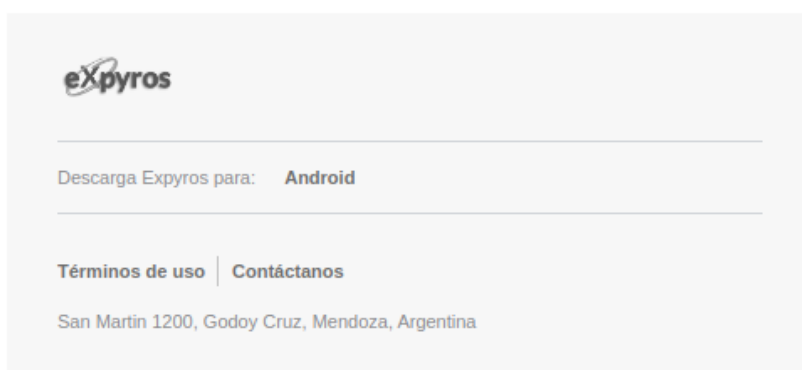 eXpyros
Descarga Expyros para: Android
Términos de uso | Contáctanos
San Martin 1200, Godoy Cruz, Mendoza, Argentina